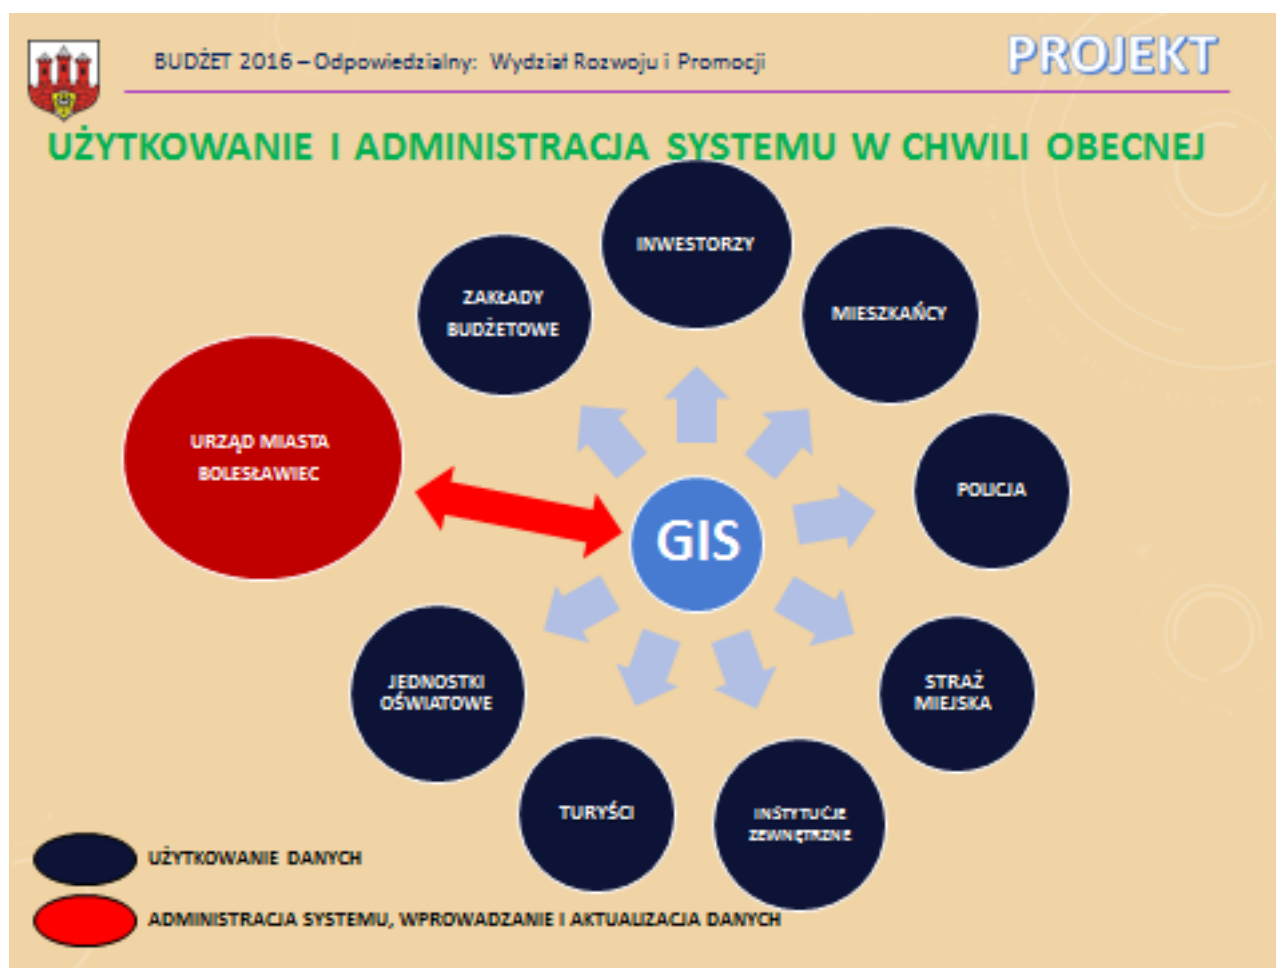 BUDŻET 2016 – Odpowiedzialny: Wydział Rozwoju i Promocji
PROJEKT
UŻYTKOWANIE I ADMINISTRACJA SYSTEMU W CHWILI OBECNEJ
INWESTORZY
ZAKŁADY
BUDŻETOWE
MIESZKAŃCY
URZĄD MIASTA
BOLESŁAWIEC
POLICJA
GIS
JEDNOSTKI
OŚWIATOWE
STRAŻ
MIEJSKA
TURYŚCI
INSTYTUCJE
ZEWNĘTRZNE
UŻYTKOWANIE DANYCH
ADMINISTRACJA SYSTEMU, WPROWADZANIE I AKTUALIZACJA DANYCH